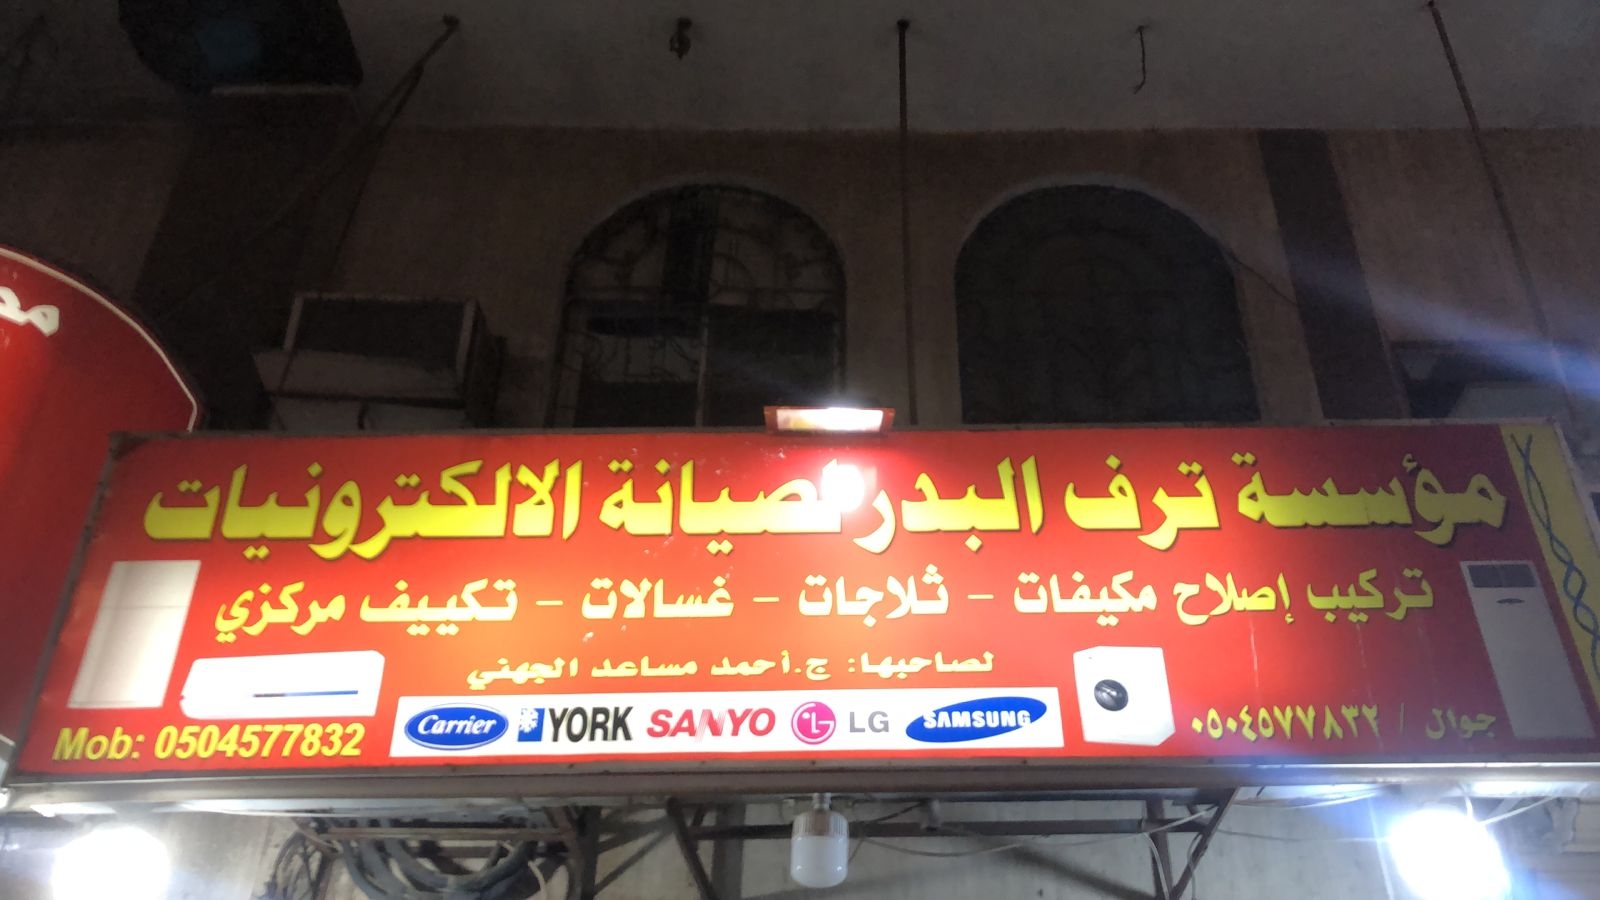 مؤسسة ترف البدر لصيانة الالكترونيات
تركيب إصلاح مكيفات - ثلاجات - غسالات - تكييف مركزي
لصاحبها: ج.أحمد مساعد الجهني
Carrier YORK SANYO LG SAMSUNG
جوال / ٠٥٠٤٥٧٧٨٣٢
Mob: 0504577832